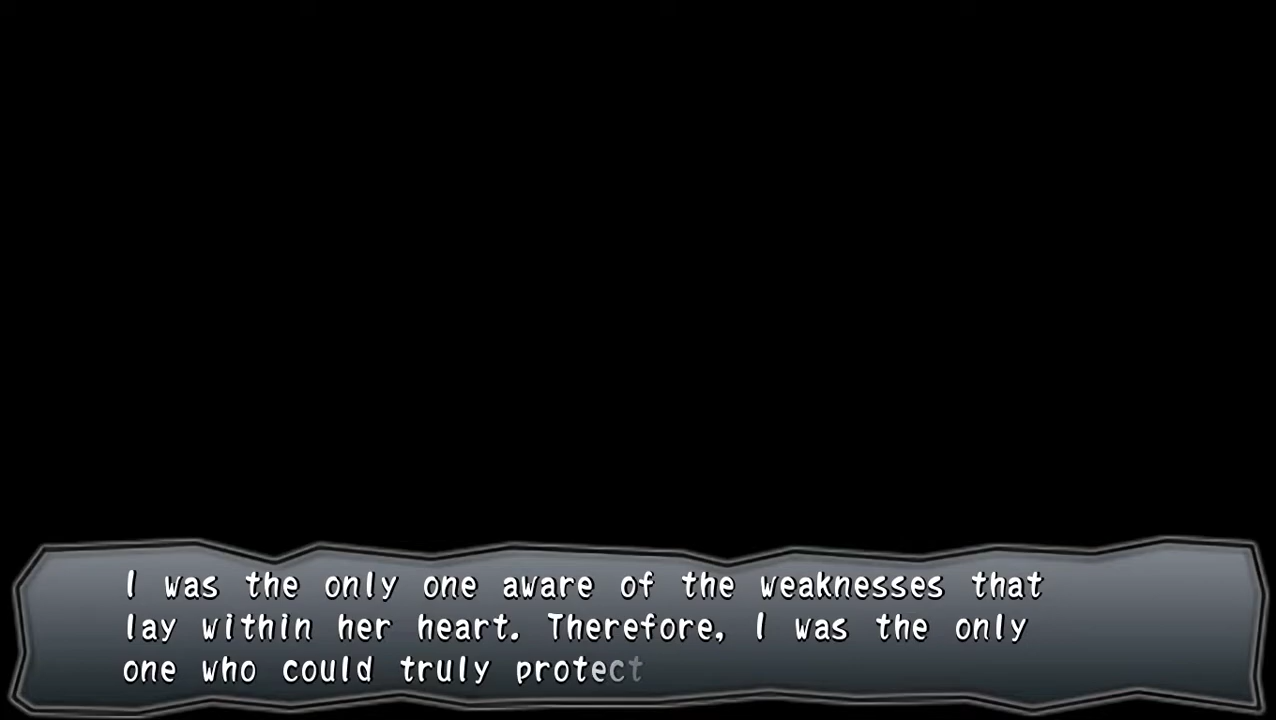 I was the only one aware of the weaknesses that
lay within her heart. Therefore, I was the only
one who could truly protect